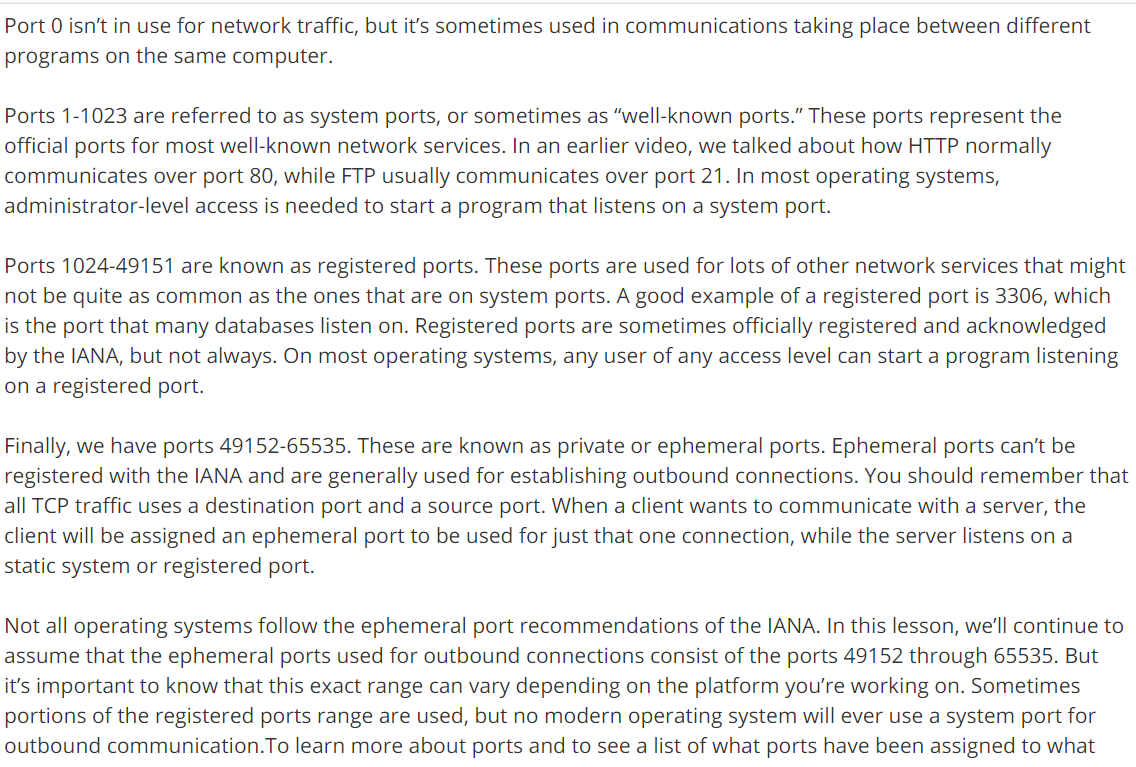 Port 0 isn’t in use for network traffic, but it’s sometimes used in communications taking place between different
programs on the same computer.
Ports 1-1023 are referred to as system ports, or sometimes as “well-known ports.” These ports represent the
official ports for most well-known network services. In an earlier video, we talked about how HTTP normally
communicates over port 80, while FTP usually communicates over port 21. In most operating systems,
administrator-level access is needed to start a program that listens on a system port.
Ports 1024-49151 are known as registered ports. These ports are used for lots of other network services that might
not be quite as common as the ones that are on system ports. A good example of a registered port is 3306, which
is the port that many databases listen on. Registered ports are sometimes officially registered and acknowledged
by the IANA, but not always. On most operating systems, any user of any access level can start a program listening
on a registered port.
Finally, we have ports 49152-65535. These are known as private or ephemeral ports. Ephemeral ports can’t be
registered with the IANA and are generally used for establishing outbound connections. You should remember that
all TCP traffic uses a destination port and a source port. When a client wants to communicate with a server, the
client will be assigned an ephemeral port to be used for just that one connection, while the server listens on a
static system or registered port.
Not all operating systems follow the ephemeral port recommendations of the IANA. In this lesson, we’ll continue to
assume that the ephemeral ports used for outbound connections consist of the ports 49152 through 65535. But
it’s important to know that this exact range can vary depending on the platform you’re working on. Sometimes
portions of the registered ports range are used, but no modern operating system will ever use a system port for
outbound communication.To learn more about ports and to see a list of what ports have been assigned to what